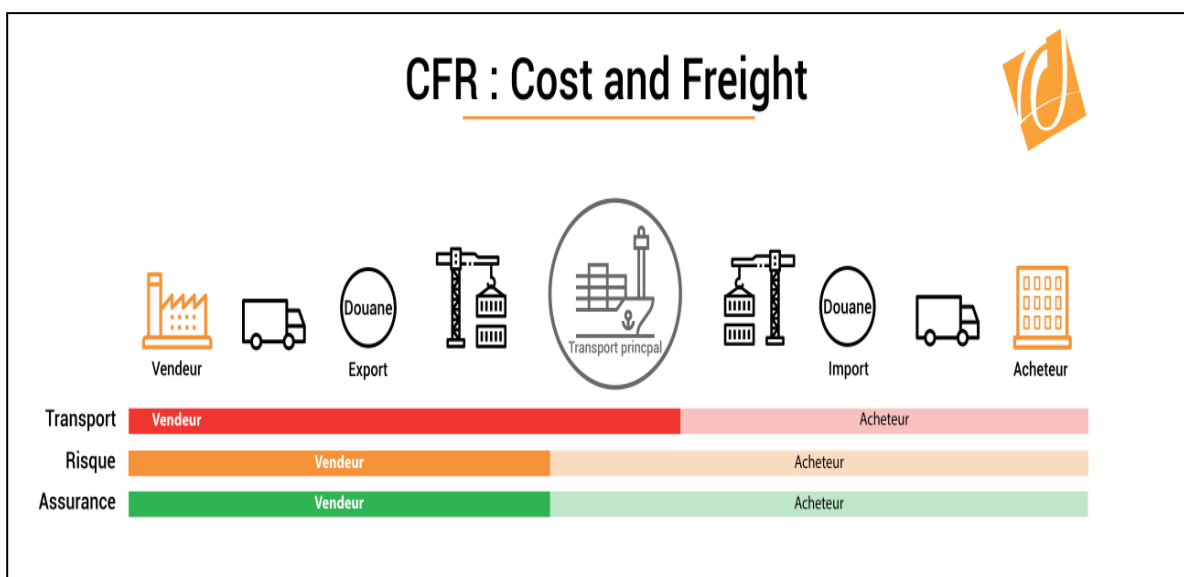 CFR : Cost and Freight
Douane
Transport princpal
Douane
Vendeur
Export
Import
Acheteur
Transport Vendeur Acheteur
Risque Vendeur Acheteur
Assurance Vendeur Acheteur